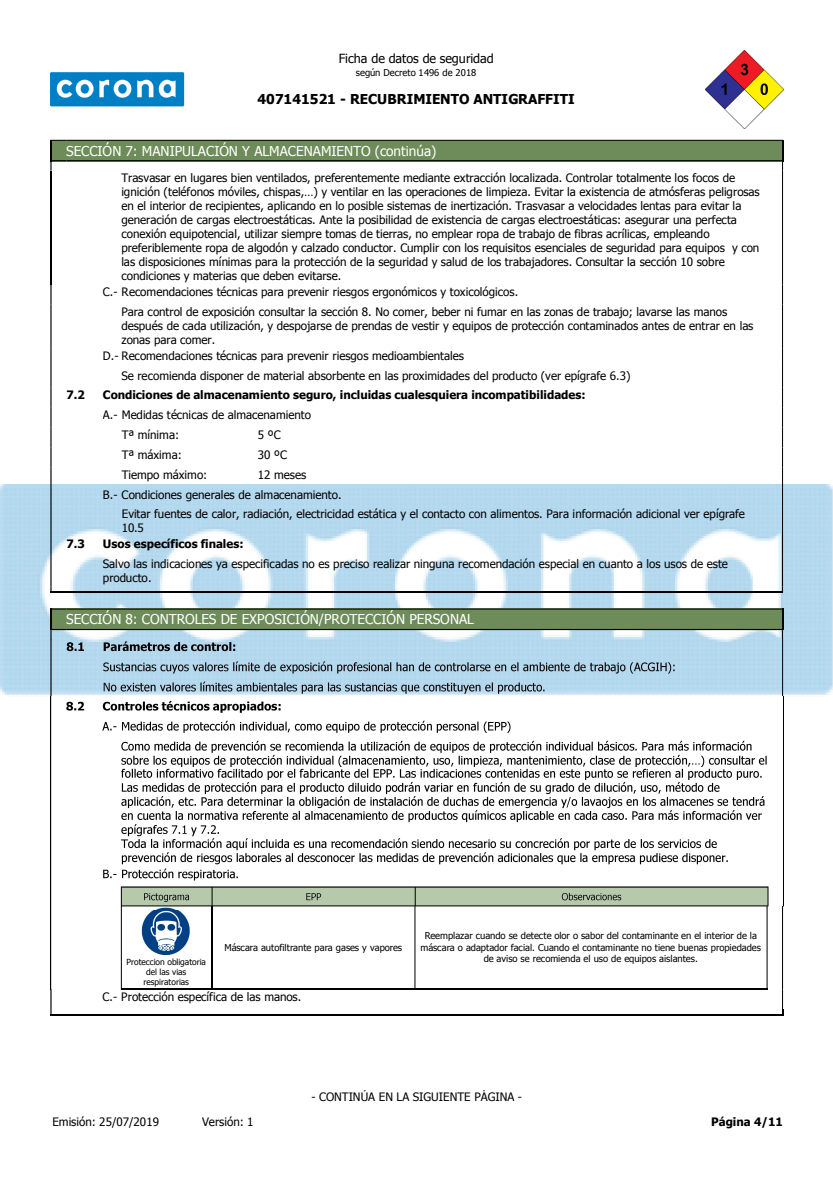 Ficha de datos de seguridad
según Decreto 1496 de 2018
corona
407141521 - RECUBRIMIENTO ANTIGRAFFITI
3
1
0
SECCIÓN 7: MANIPULACIÓN Y ALMACENAMIENTO (continúa)
Trasvasar en lugares bien ventilados, preferentemente mediante extracción localizada. Controlar totalmente los focos de
ignición (teléfonos móviles, chispas,…) y ventilar en las operaciones de limpieza. Evitar la existencia de atmósferas peligrosas
en el interior de recipientes, aplicando en lo posible sistemas de inertización. Trasvasar a velocidades lentas para evitar la
generación de cargas electroestáticas. Ante la posibilidad de existencia de cargas electroestáticas: asegurar una perfecta
conexión equipotencial, utilizar siempre tomas de tierras, no emplear ropa de trabajo de fibras acrílicas, empleando
preferiblemente ropa de algodón y calzado conductor. Cumplir con los requisitos esenciales de seguridad para equipos y con
las disposiciones mínimas para la protección de la seguridad y salud de los trabajadores. Consultar la sección 10 sobre
condiciones y materias que deben evitarse.
C.- Recomendaciones técnicas para prevenir riesgos ergonómicos y toxicológicos.
Para control de exposición consultar la sección 8. No comer, beber ni fumar en las zonas de trabajo; lavarse las manos
después de cada utilización, y despojarse de prendas de vestir y equipos de protección contaminados antes de entrar en las
zonas para comer.
D.- Recomendaciones técnicas para prevenir riesgos medioambientales
Se recomienda disponer de material absorbente en las proximidades del producto (ver epígrafe 6.3)
7.2 Condiciones de almacenamiento seguro, incluidas cualesquiera incompatibilidades:
A.- Medidas técnicas de almacenamiento
Tª mínima: 5 ºC
Tª máxima: 30 ºC
Tiempo máximo: 12 meses
B.- Condiciones generales de almacenamiento.
Evitar fuentes de calor, radiación, electricidad estática y el contacto con alimentos. Para información adicional ver epígrafe
10.5
7.3 Usos específicos finales:
Salvo las indicaciones ya especificadas no es preciso realizar ninguna recomendación especial en cuanto a los usos de este
producto.
corona
SECCIÓN 8: CONTROLES DE EXPOSICIÓN/PROTECCIÓN PERSONAL
8.1 Parámetros de control:
Sustancias cuyos valores límite de exposición profesional han de controlarse en el ambiente de trabajo (ACGIH):
No existen valores límites ambientales para las sustancias que constituyen el producto.
8.2 Controles técnicos apropiados:
A.- Medidas de protección individual, como equipo de protección personal (EPP)
Como medida de prevención se recomienda la utilización de equipos de protección individual básicos. Para más información
sobre los equipos de protección individual (almacenamiento, uso, limpieza, mantenimiento, clase de protección,…) consultar el
folleto informativo facilitado por el fabricante del EPP. Las indicaciones contenidas en este punto se refieren al producto puro.
Las medidas de protección para el producto diluido podrán variar en función de su grado de dilución, uso, método de
aplicación, etc. Para determinar la obligación de instalación de duchas de emergencia y/o lavaojos en los almacenes se tendrá
en cuenta la normativa referente al almacenamiento de productos químicos aplicable en cada caso. Para más información ver
epígrafes 7.1 y 7.2.
Toda la información aquí incluida es una recomendación siendo necesario su concreción por parte de los servicios de
prevención de riesgos laborales al desconocer las medidas de prevención adicionales que la empresa pudiese disponer.
B.- Protección respiratoria.
Pictograma EPP Observaciones
Proteccion obligatoria
del las vias
respiratorias
Máscara autofiltrante para gases y vapores
Reemplazar cuando se detecte olor o sabor del contaminante en el interior de la
máscara o adaptador facial. Cuando el contaminante no tiene buenas propiedades
de aviso se recomienda el uso de equipos aislantes.
C.- Protección específica de las manos.
- CONTINÚA EN LA SIGUIENTE PÁGINA -
Emisión: 25/07/2019 Versión: 1 Página 4/11